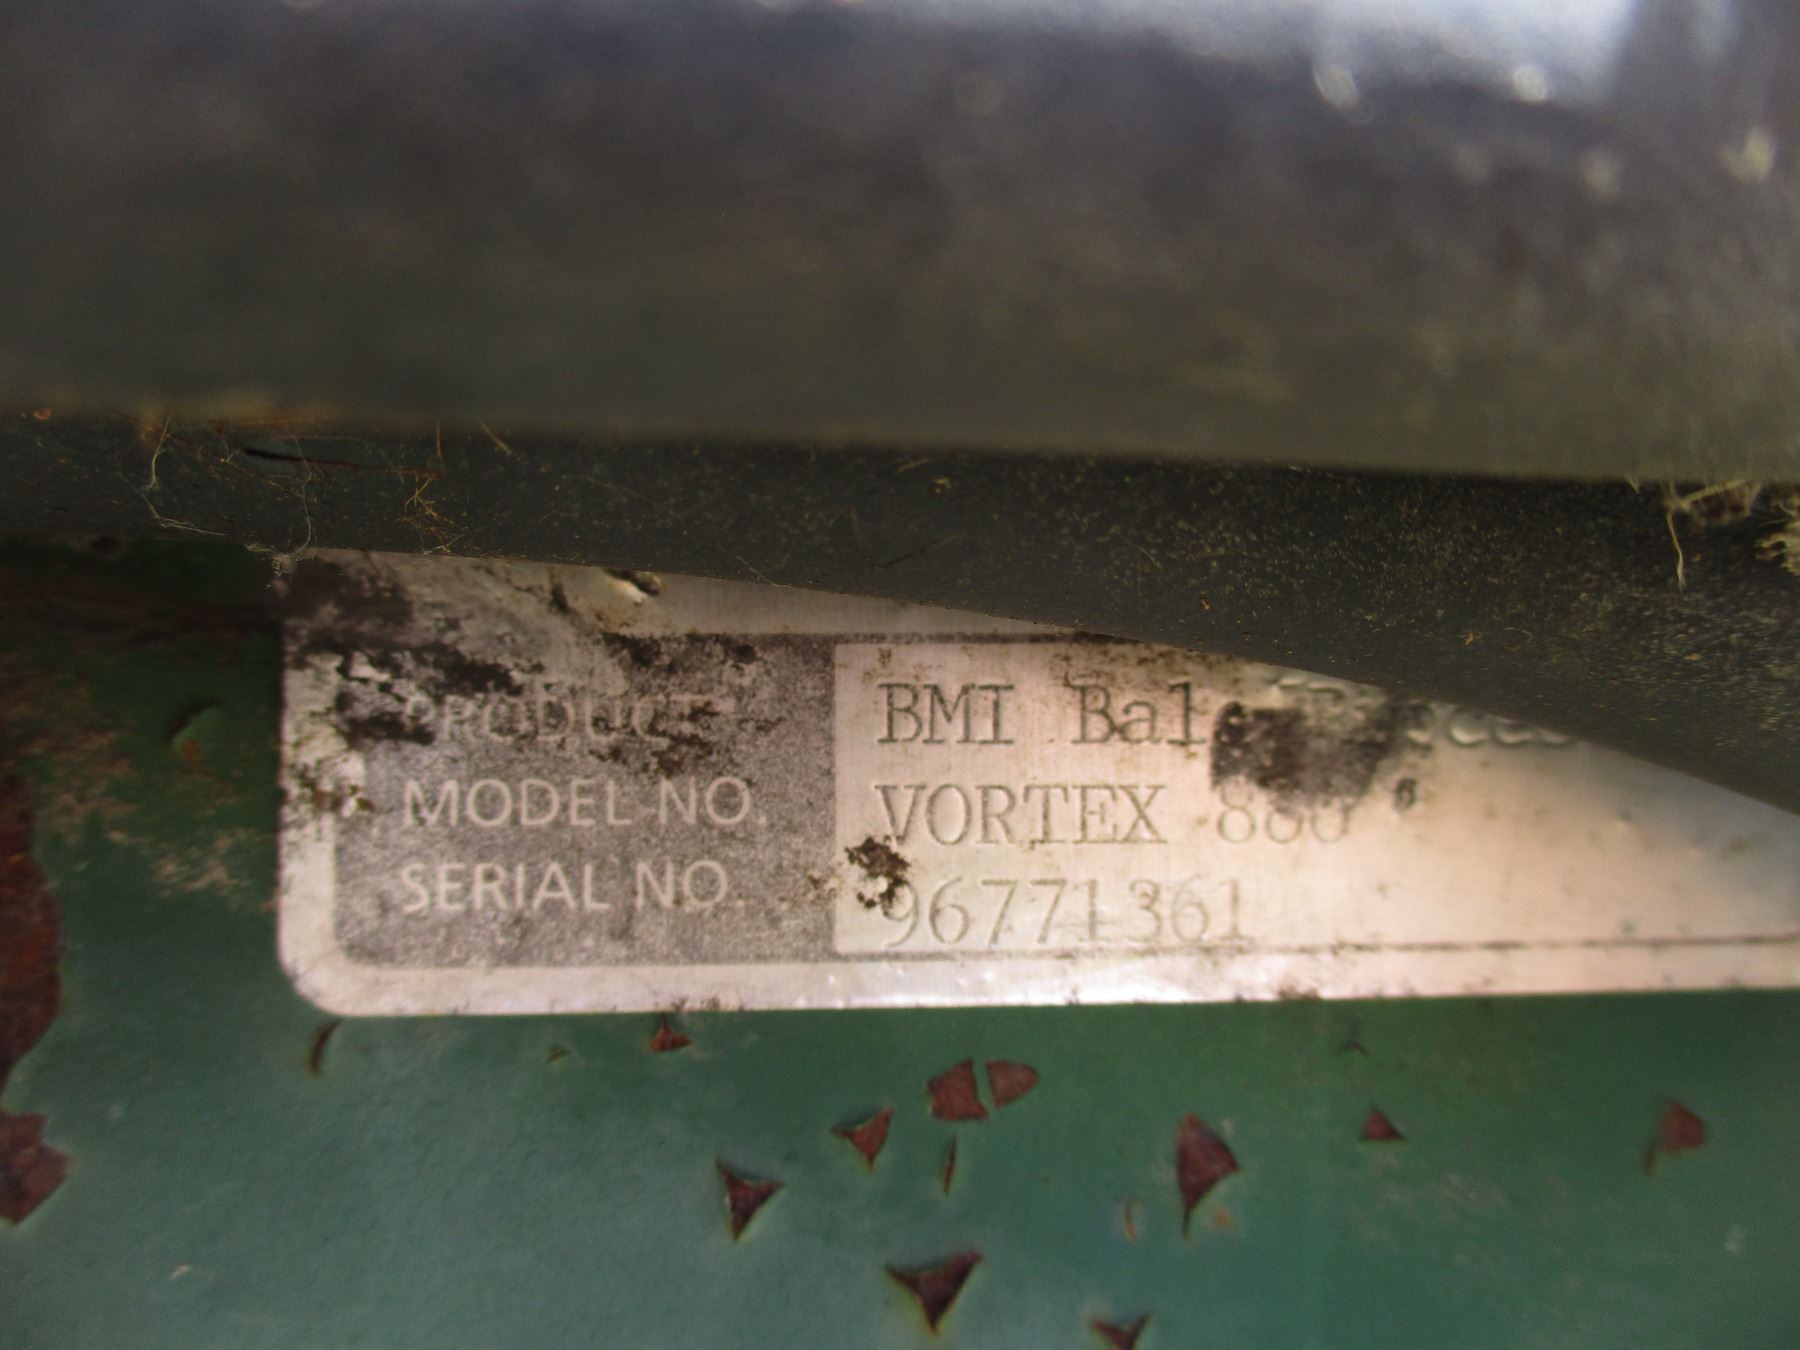 PRODUCT BMI Bal
MODEL NO. VORTEX
SERIAL NO. 96771361